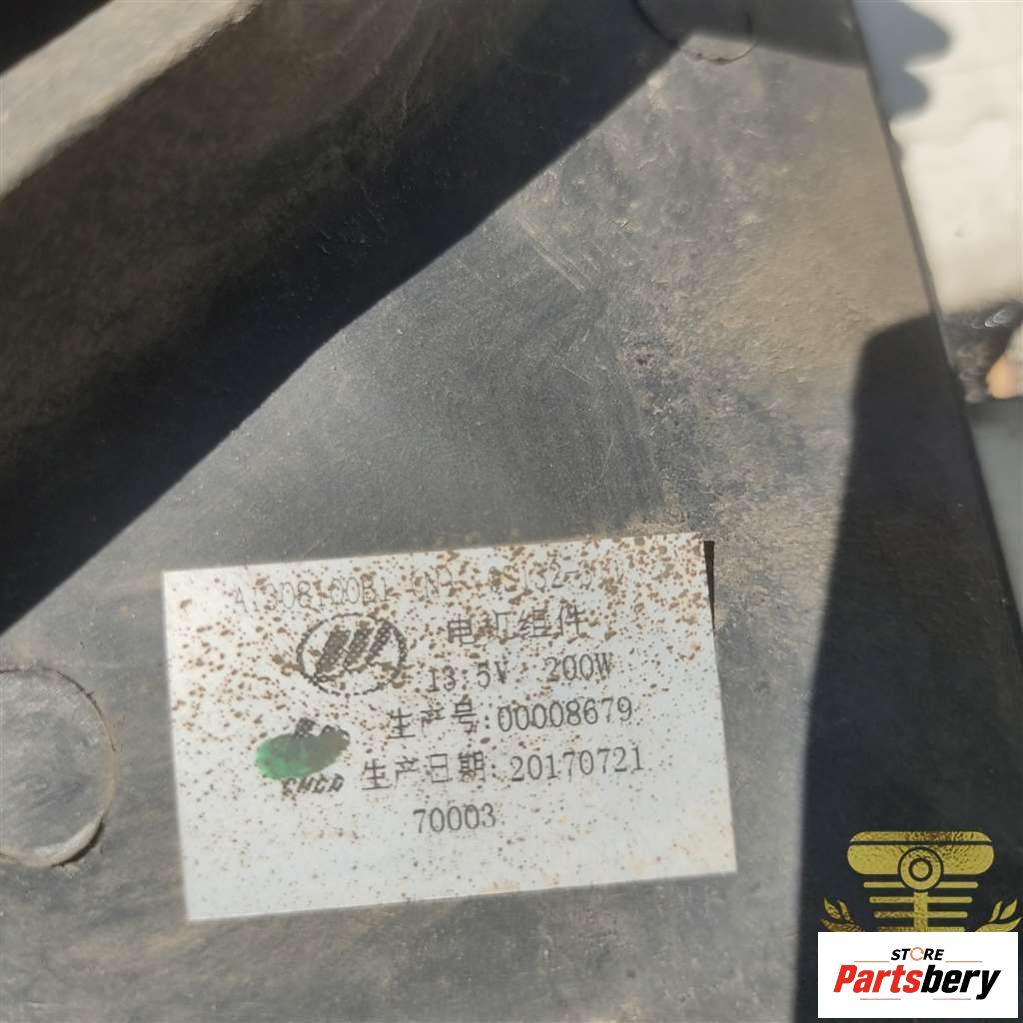 A1308100B1
电机组件
13.5V 200W
生产号:00008679
生产日期:20170721
70003
STORE
Partsbery